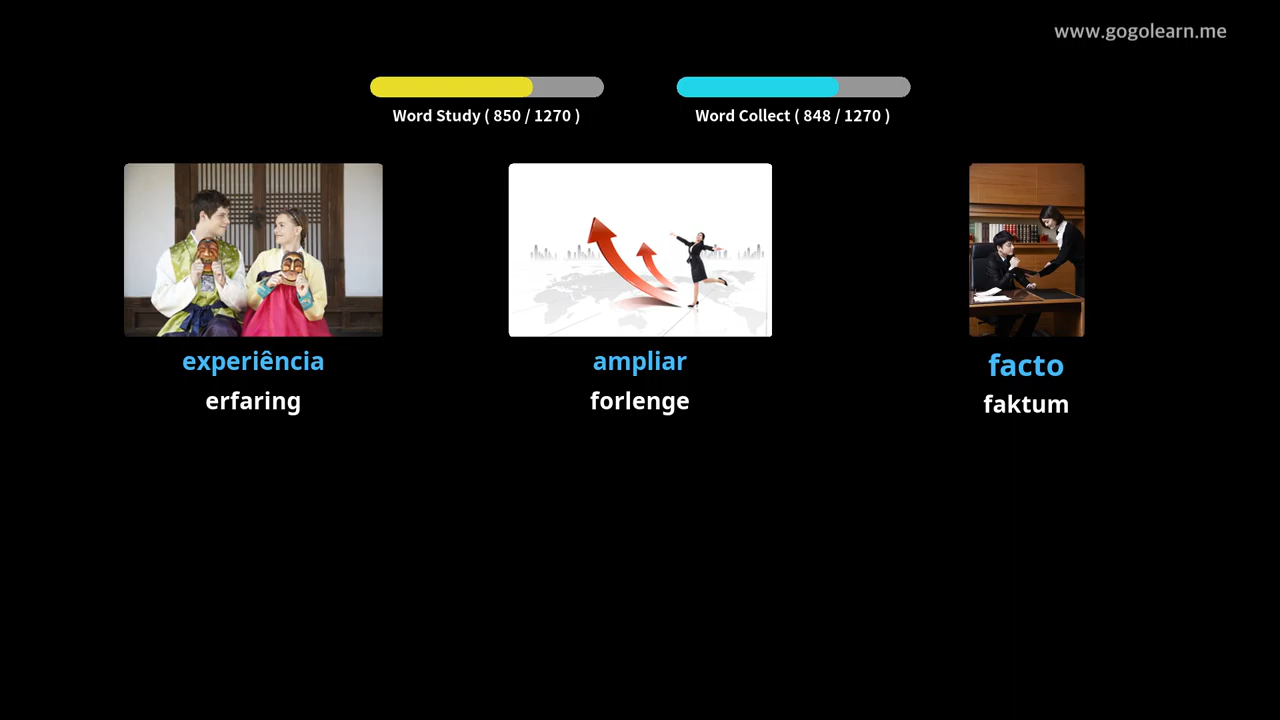 www.gogolearn.me
Word Study ( 850 / 1270 )
Word Collect ( 848 / 1270 )
experiência
erfaring
ampliar
forlenge
facto
faktum